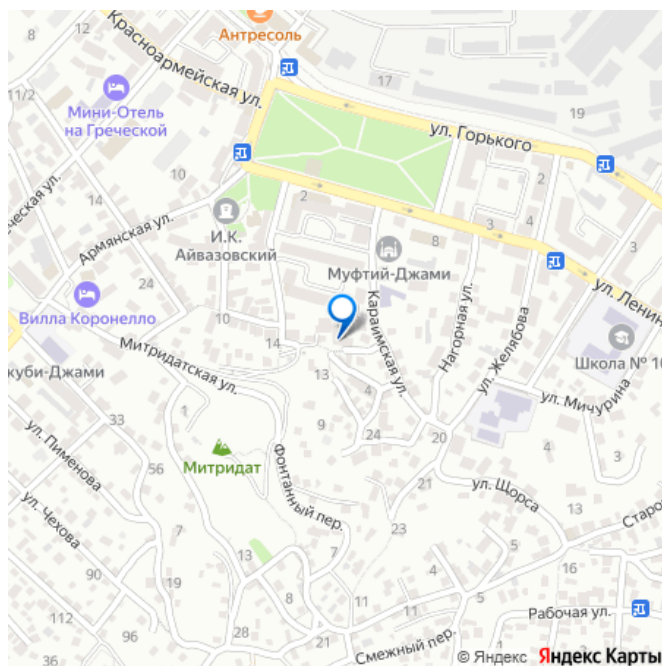 8
12
Антресоль
Красноармейская ул.
17
11/2
Мини-Отель
на Греческой
ул. Горького
19
10
2
4
14
ческая ул.
Армянская ул.
И.К.
Айвазовский
2
3
4
3
8
Муфтий-Джами
24
ул. Ленин
Вилла Коронелло
10
Караимская ул.
Нагорная ул.
ул. Желябова
Школа № 10
14
Митридатская ул.
куби-Джами
13
4
ул. Мичурина
1
33
9
24
20
4
3
ул. Пименова
56
Митридат
Фонтанный пер.
21
ул. Щорса
ул. Чехова
7
23
Старо
13
7
5
90
19
8
4
16
11
5
112
21
11
Рабочая ул.
96
28
Смежный пер.
© Яндекс Яндекс Карты